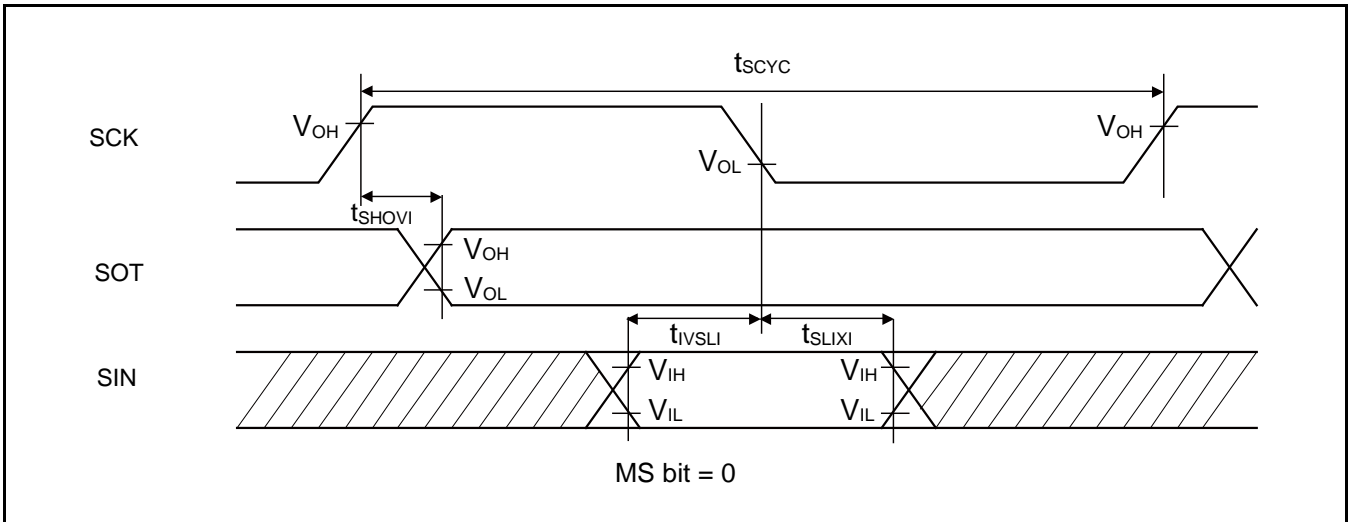 tSCYC
SCK
VOH
VOL
VOH
tSHOVI
SOT
VOH
VOL
tIVSLI
tSLIXI
SIN
VIH
VIH
VIL
VIL
MS bit = 0